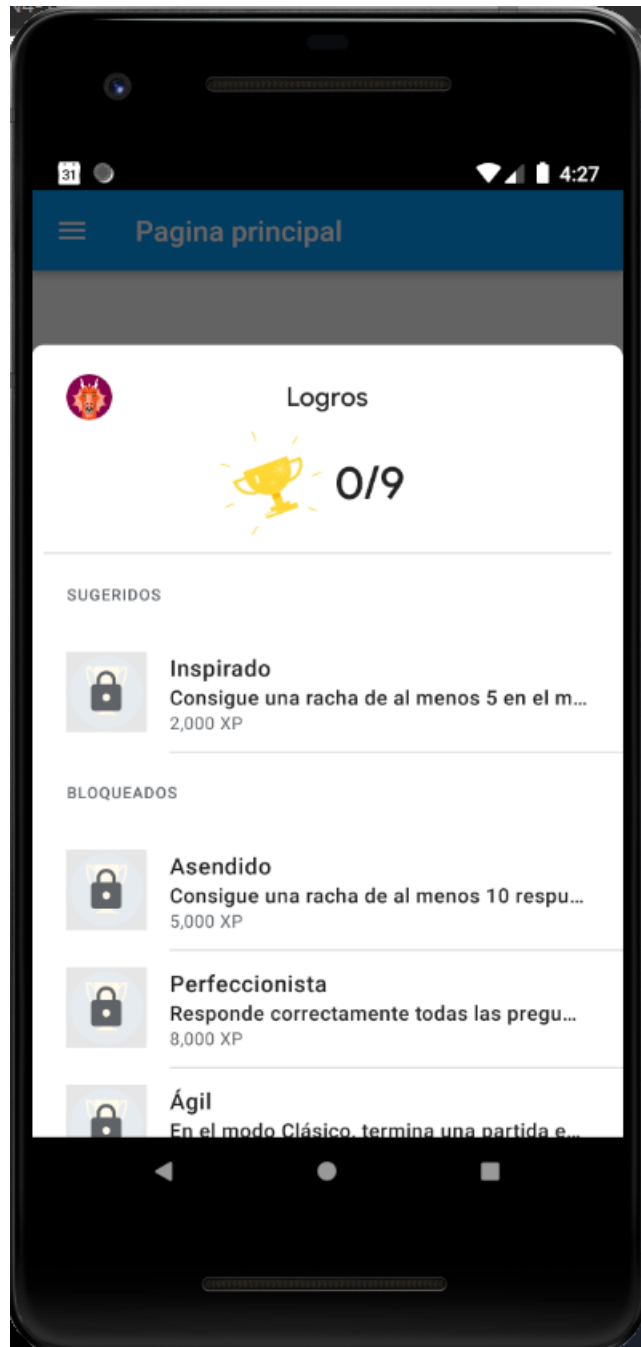 31
4:27
Pagina principal
Logros
0/9
SUGERIDOS
Inspirado
Consigue una racha de al menos 5 en el m...
2,000 XP
BLOQUEADOS
Asendido
Consigue una racha de al menos 10 respu...
5,000 XP
Perfeccionista
Responde correctamente todas las pregu...
8,000 XP
Ágil
En el modo Clásico, termina una partida e...